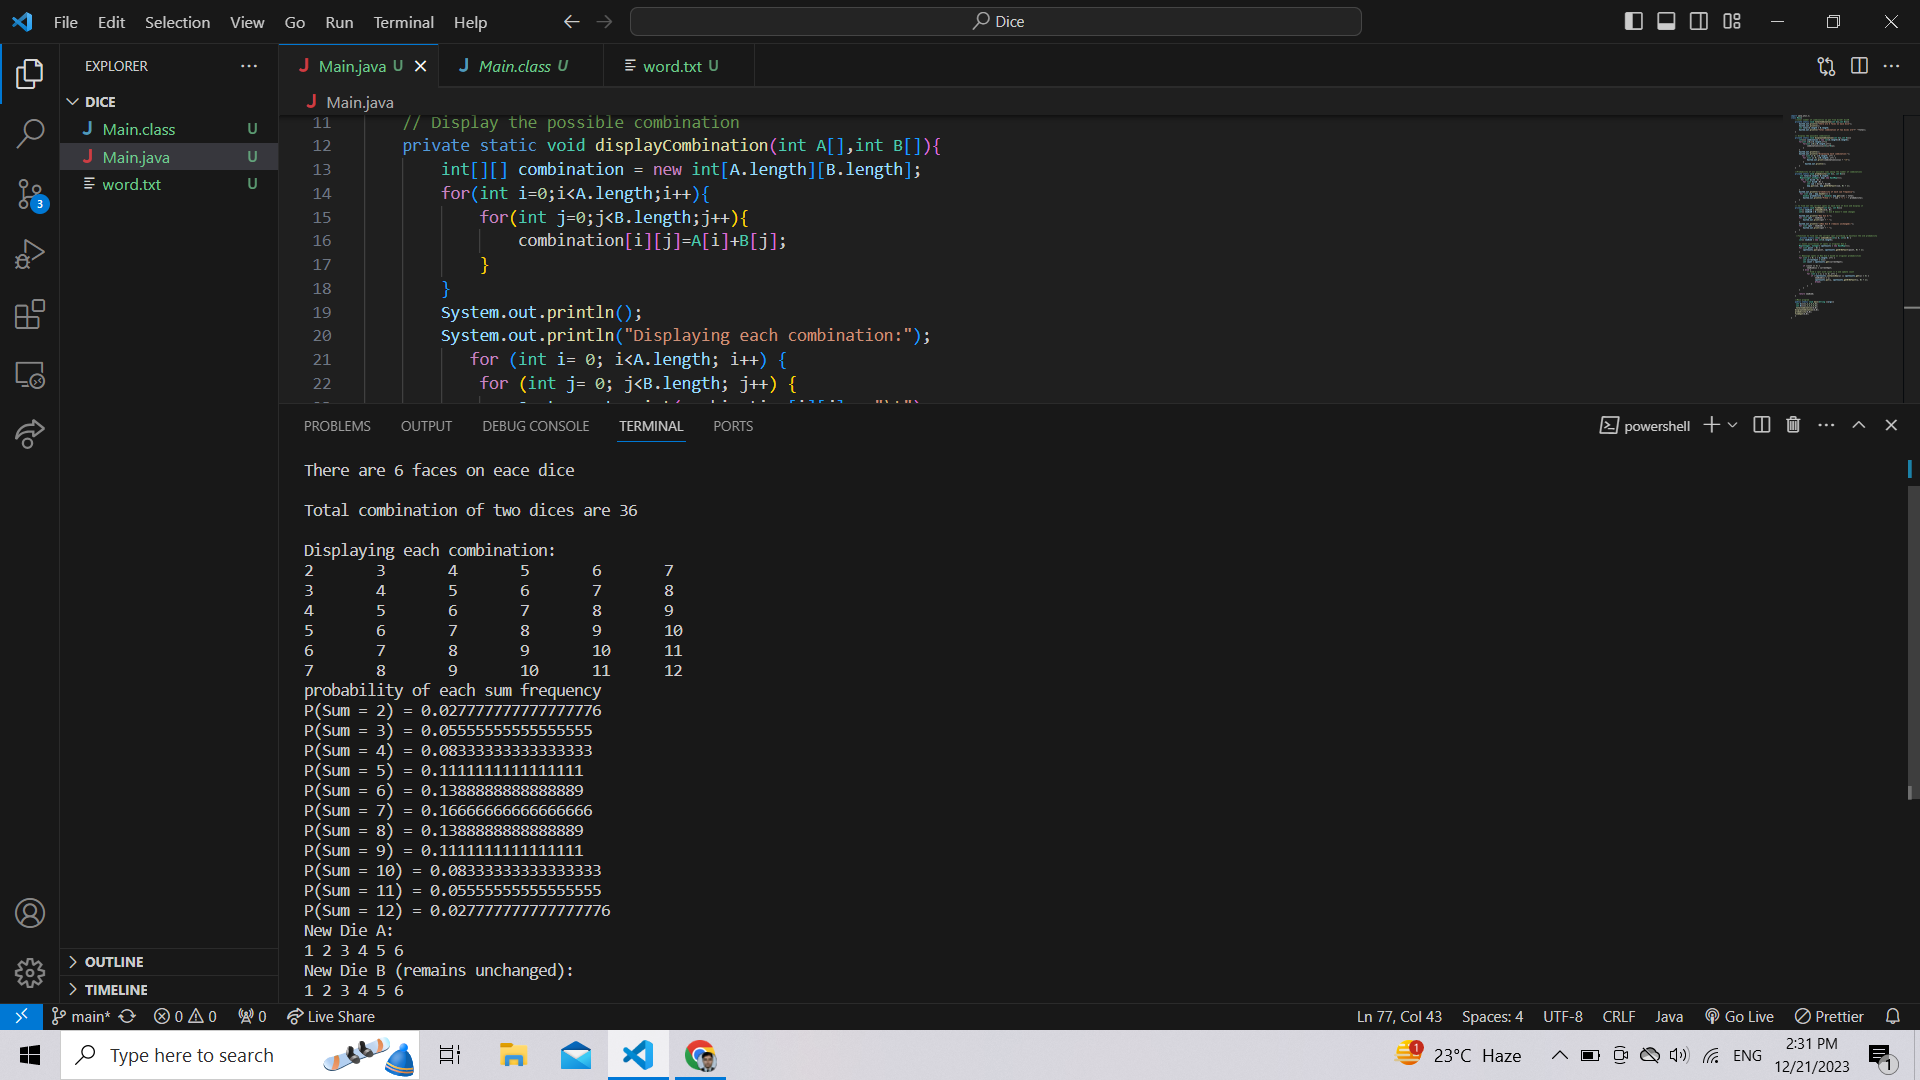 File Edit Selection View Go Run Terminal Help
Dice
EXPLORER
DICE
Main.class U
Main.java U
word.txt U
3
OUTLINE
TIMELINE
Main.java U
Main.class U
word.txt U
Main.java
11 // Display the possible combination
12 private static void displayCombination(int A[],int B[]){
13 int[][] combination = new int[A.length][B.length];
14 for(int i=0;i<A.length;i++){
15 for(int j=0;j<B.length;j++){
16 combination[i][j]=A[i]+B[j];
17 }
18 }
19 System.out.println();
20 System.out.println("Displaying each combination:");
21 for (int i= 0; i<A.length; i++) {
22 for (int j= 0; j<B.length; j++) {
PROBLEMS OUTPUT DEBUG CONSOLE TERMINAL PORTS
powershell
There are 6 faces on eace dice
Total combination of two dices are 36
Displaying each combination:
2 3 4 5 6 7
3 4 5 6 7 8
4 5 6 7 8 9
5 6 7 8 9 10
6 7 8 9 10 11
7 8 9 10 11 12
probability of each sum frequency
P(Sum = 2) = 0.027777777777777776
P(Sum = 3) = 0.05555555555555555
P(Sum = 4) = 0.08333333333333333
P(Sum = 5) = 0.1111111111111111
P(Sum = 6) = 0.1388888888888889
P(Sum = 7) = 0.16666666666666666
P(Sum = 8) = 0.1388888888888889
P(Sum = 9) = 0.1111111111111111
P(Sum = 10) = 0.08333333333333333
P(Sum = 11) = 0.05555555555555555
P(Sum = 12) = 0.027777777777777776
New Die A:
1 2 3 4 5 6
New Die B (remains unchanged):
1 2 3 4 5 6
main* 0 0 0 Live Share
Ln 77, Col 43 Spaces: 4 UTF-8 CRLF Java Go Live Prettier
Type here to search
1 23°C Haze ENG
2:31 PM
12/21/2023
1